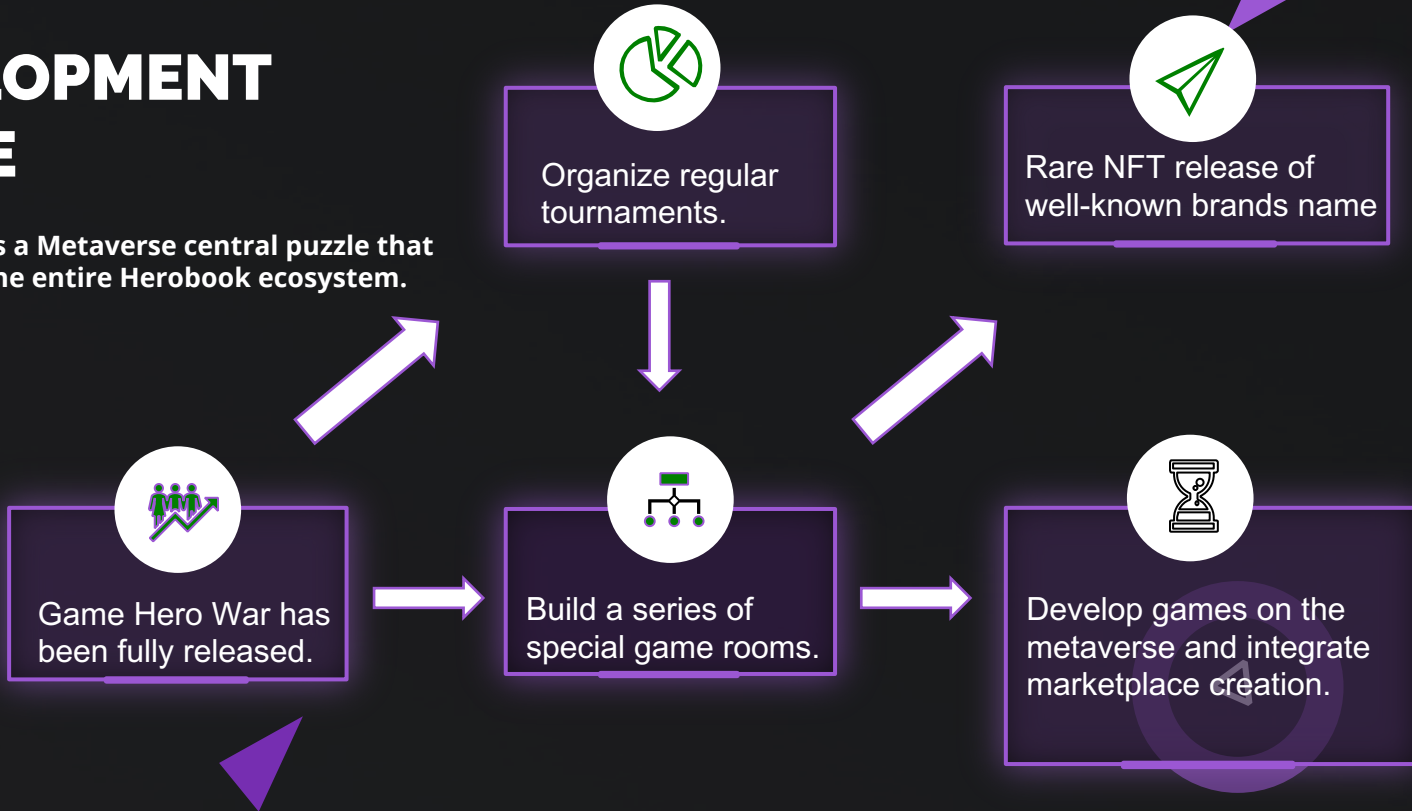 LOPMENT
E
s a Metaverse central puzzle that
he entire Herobook ecosystem.
Organize regular
tournaments.
Rare NFT release of
well-known brands name
Game Hero War has
been fully released.
Build a series of
special game rooms.
Develop games on the
metaverse and integrate
marketplace creation.